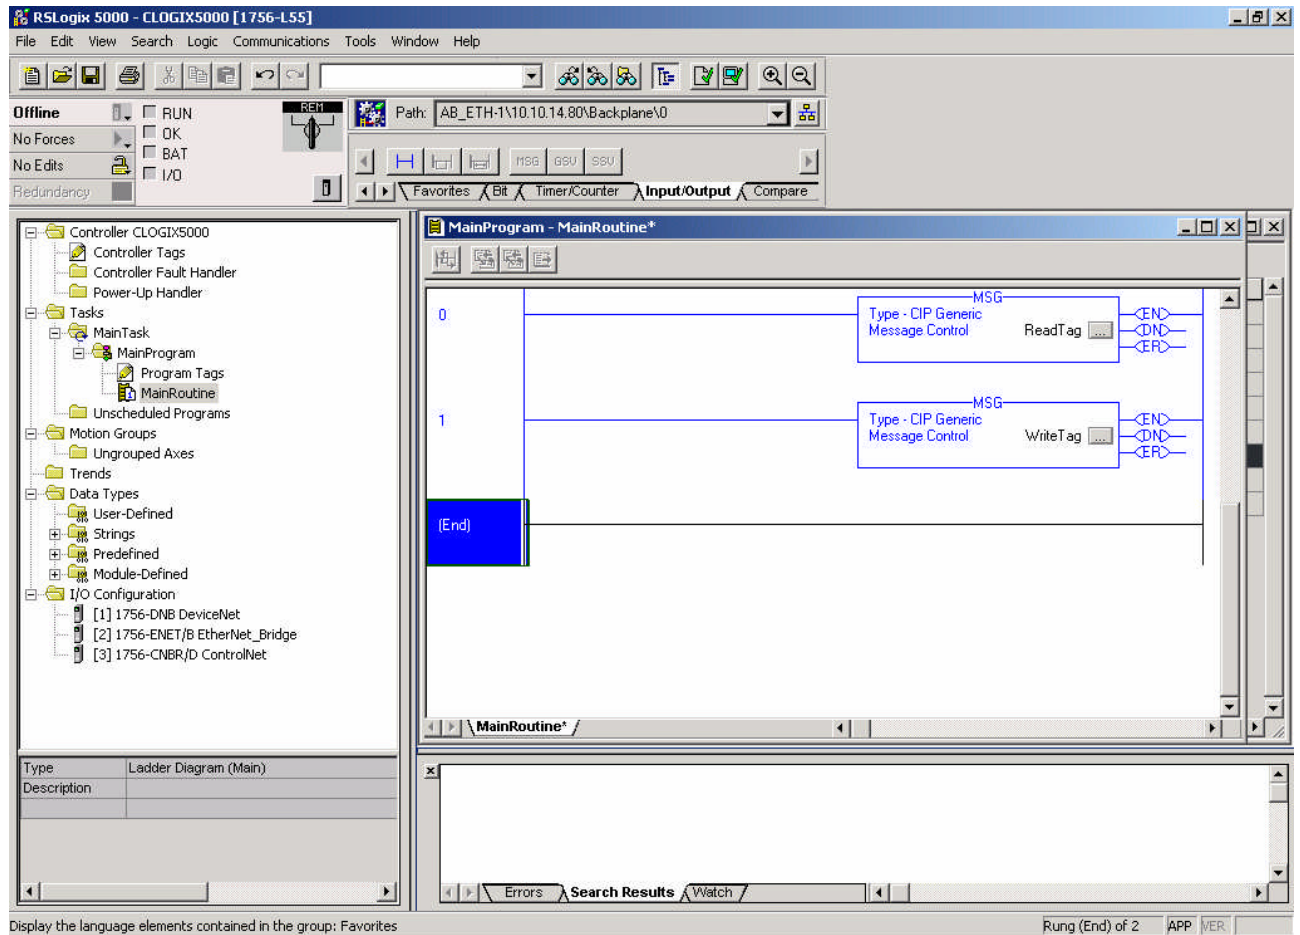 RSLogix 5000 - CLOGIX5000 [1756-L55]
File Edit View Search Logic Communications Tools Window Help
Offline
RUN
No Forces
OK
No Edits
BAT
Redundancy
I/O
REM
Path: AB_ETH-1\10.10.14.80\Backplane\0
MSG GSV SSV
Favorites Bit Timer/Counter Input/Output Compare
Controller CLOGIX5000
Controller Tags
Controller Fault Handler
Power-Up Handler
Tasks
MainTask
MainProgram
Program Tags
MainRoutine
Unscheduled Programs
Motion Groups
Ungrouped Axes
Trends
Data Types
User-Defined
Strings
Predefined
Module-Defined
I/O Configuration
[1] 1756-DNB DeviceNet
[2] 1756-ENET/B EtherNet_Bridge
[3] 1756-CNBR/D ControlNet
Type Ladder Diagram (Main)
Description
MainProgram - MainRoutine*
0
MSG
Type - CIP Generic
Message Control ReadTag ...
EN
DN
ER
1
MSG
Type - CIP Generic
Message Control WriteTag ...
EN
DN
ER
(End)
MainRoutine*
Errors Search Results Watch
Display the language elements contained in the group: Favorites
Rung (End) of 2 APP VER